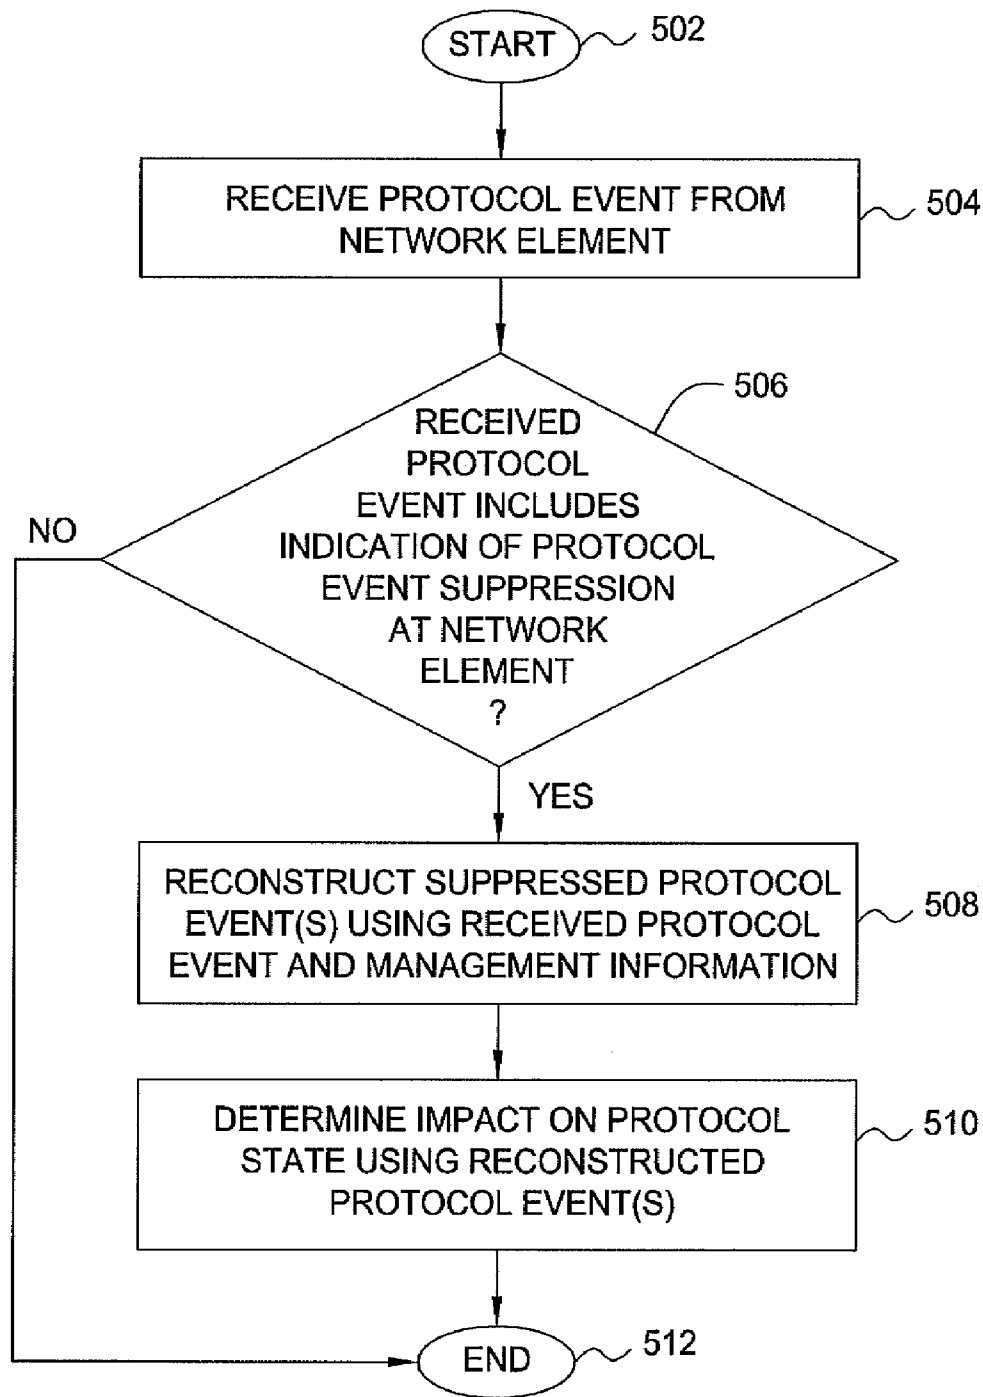 START
502
RECEIVE PROTOCOL EVENT FROM
NETWORK ELEMENT
504
506
RECEIVED
PROTOCOL
EVENT INCLUDES
INDICATION OF PROTOCOL
EVENT SUPPRESSION
AT NETWORK
ELEMENT
?
NO
YES
RECONSTRUCT SUPPRESSED PROTOCOL
EVENT(S) USING RECEIVED PROTOCOL
EVENT AND MANAGEMENT INFORMATION
508
DETERMINE IMPACT ON PROTOCOL
STATE USING RECONSTRUCTED
PROTOCOL EVENT(S)
510
END
512